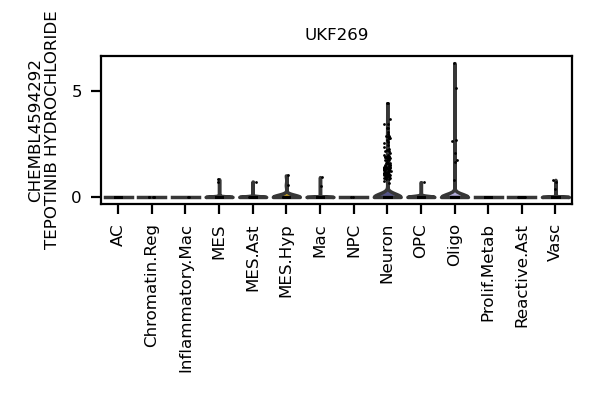 UKF269
CHEMBL4594292
TEPOTINIB HYDROCHLORIDE
5
0
AC
Chromatin.Reg
Inflammatory.Mac
MES
MES.Ast
MES.Hyp
Mac
NPC
Neuron
OPC
Oligo
Prolif.Metab
Reactive.Ast
Vasc